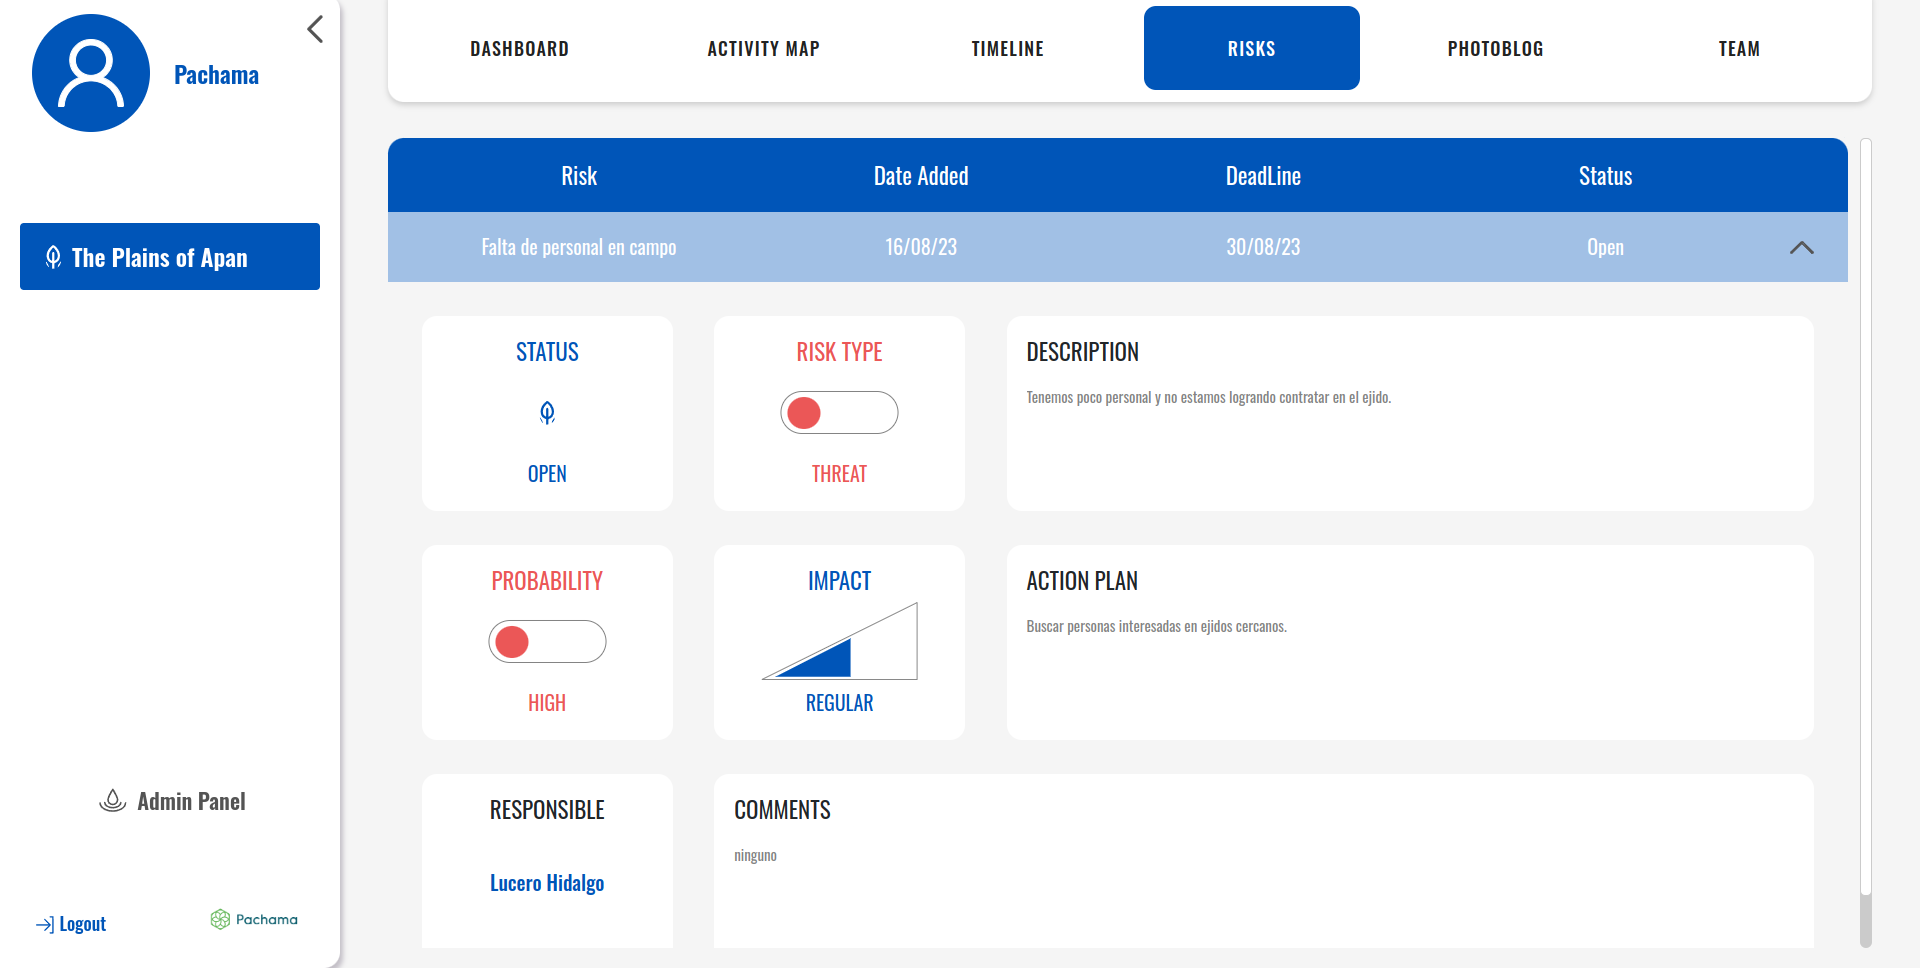 Pachama
The Plains of Apan
Admin Panel
Logout
Pachama
DASHBOARD
ACTIVITY MAP
TIMELINE
RISKS
PHOTOBLOG
TEAM
Risk
Date Added
DeadLine
Status
Falta de personal en campo
16/08/23
30/08/23
Open
STATUS
OPEN
RISK TYPE
THREAT
DESCRIPTION
Tenemos poco personal y no estamos logrando contratar en el ejido.
PROBABILITY
HIGH
IMPACT
REGULAR
ACTION PLAN
Buscar personas interesadas en ejidos cercanos.
RESPONSIBLE
Lucero Hidalgo
COMMENTS
ninguno